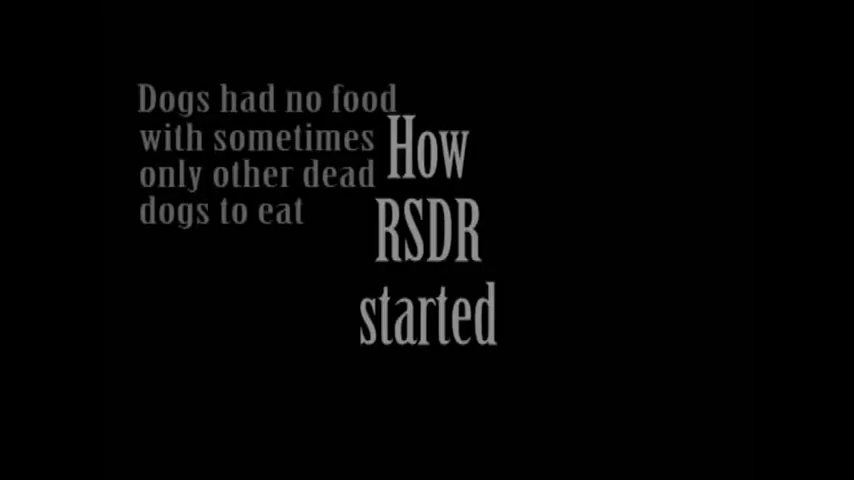 Dogs had no food
with sometimes
only other dead
dogs to eat
How
RSDR
started